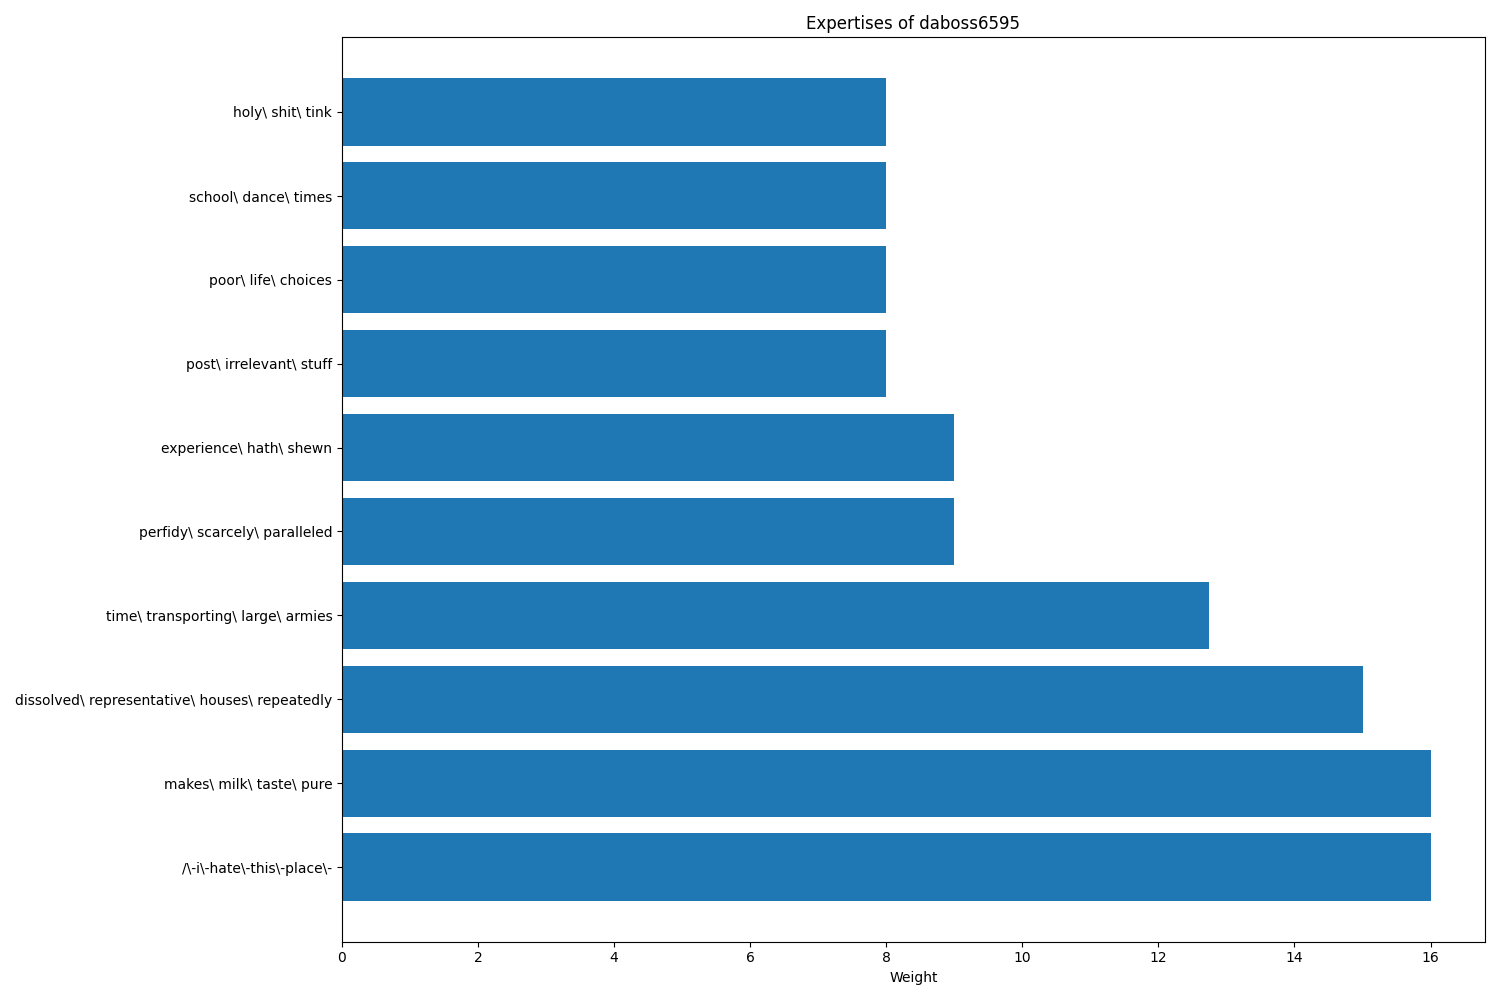 Expertises of daboss6595
holy\ shit\ tink
school\ dance\ times
poor\ life\ choices
post\ irrelevant\ stuff
experience\ hath\ shewn
perfidy\ scarcely\ paralleled
time\ transporting\ large\ armies
dissolved\ representative\ houses\ repeatedly
makes\ milk\ taste\ pure
/\-i\-hate\-this\-place\-
0 2 4 6 8 10 12 14 16
Weight